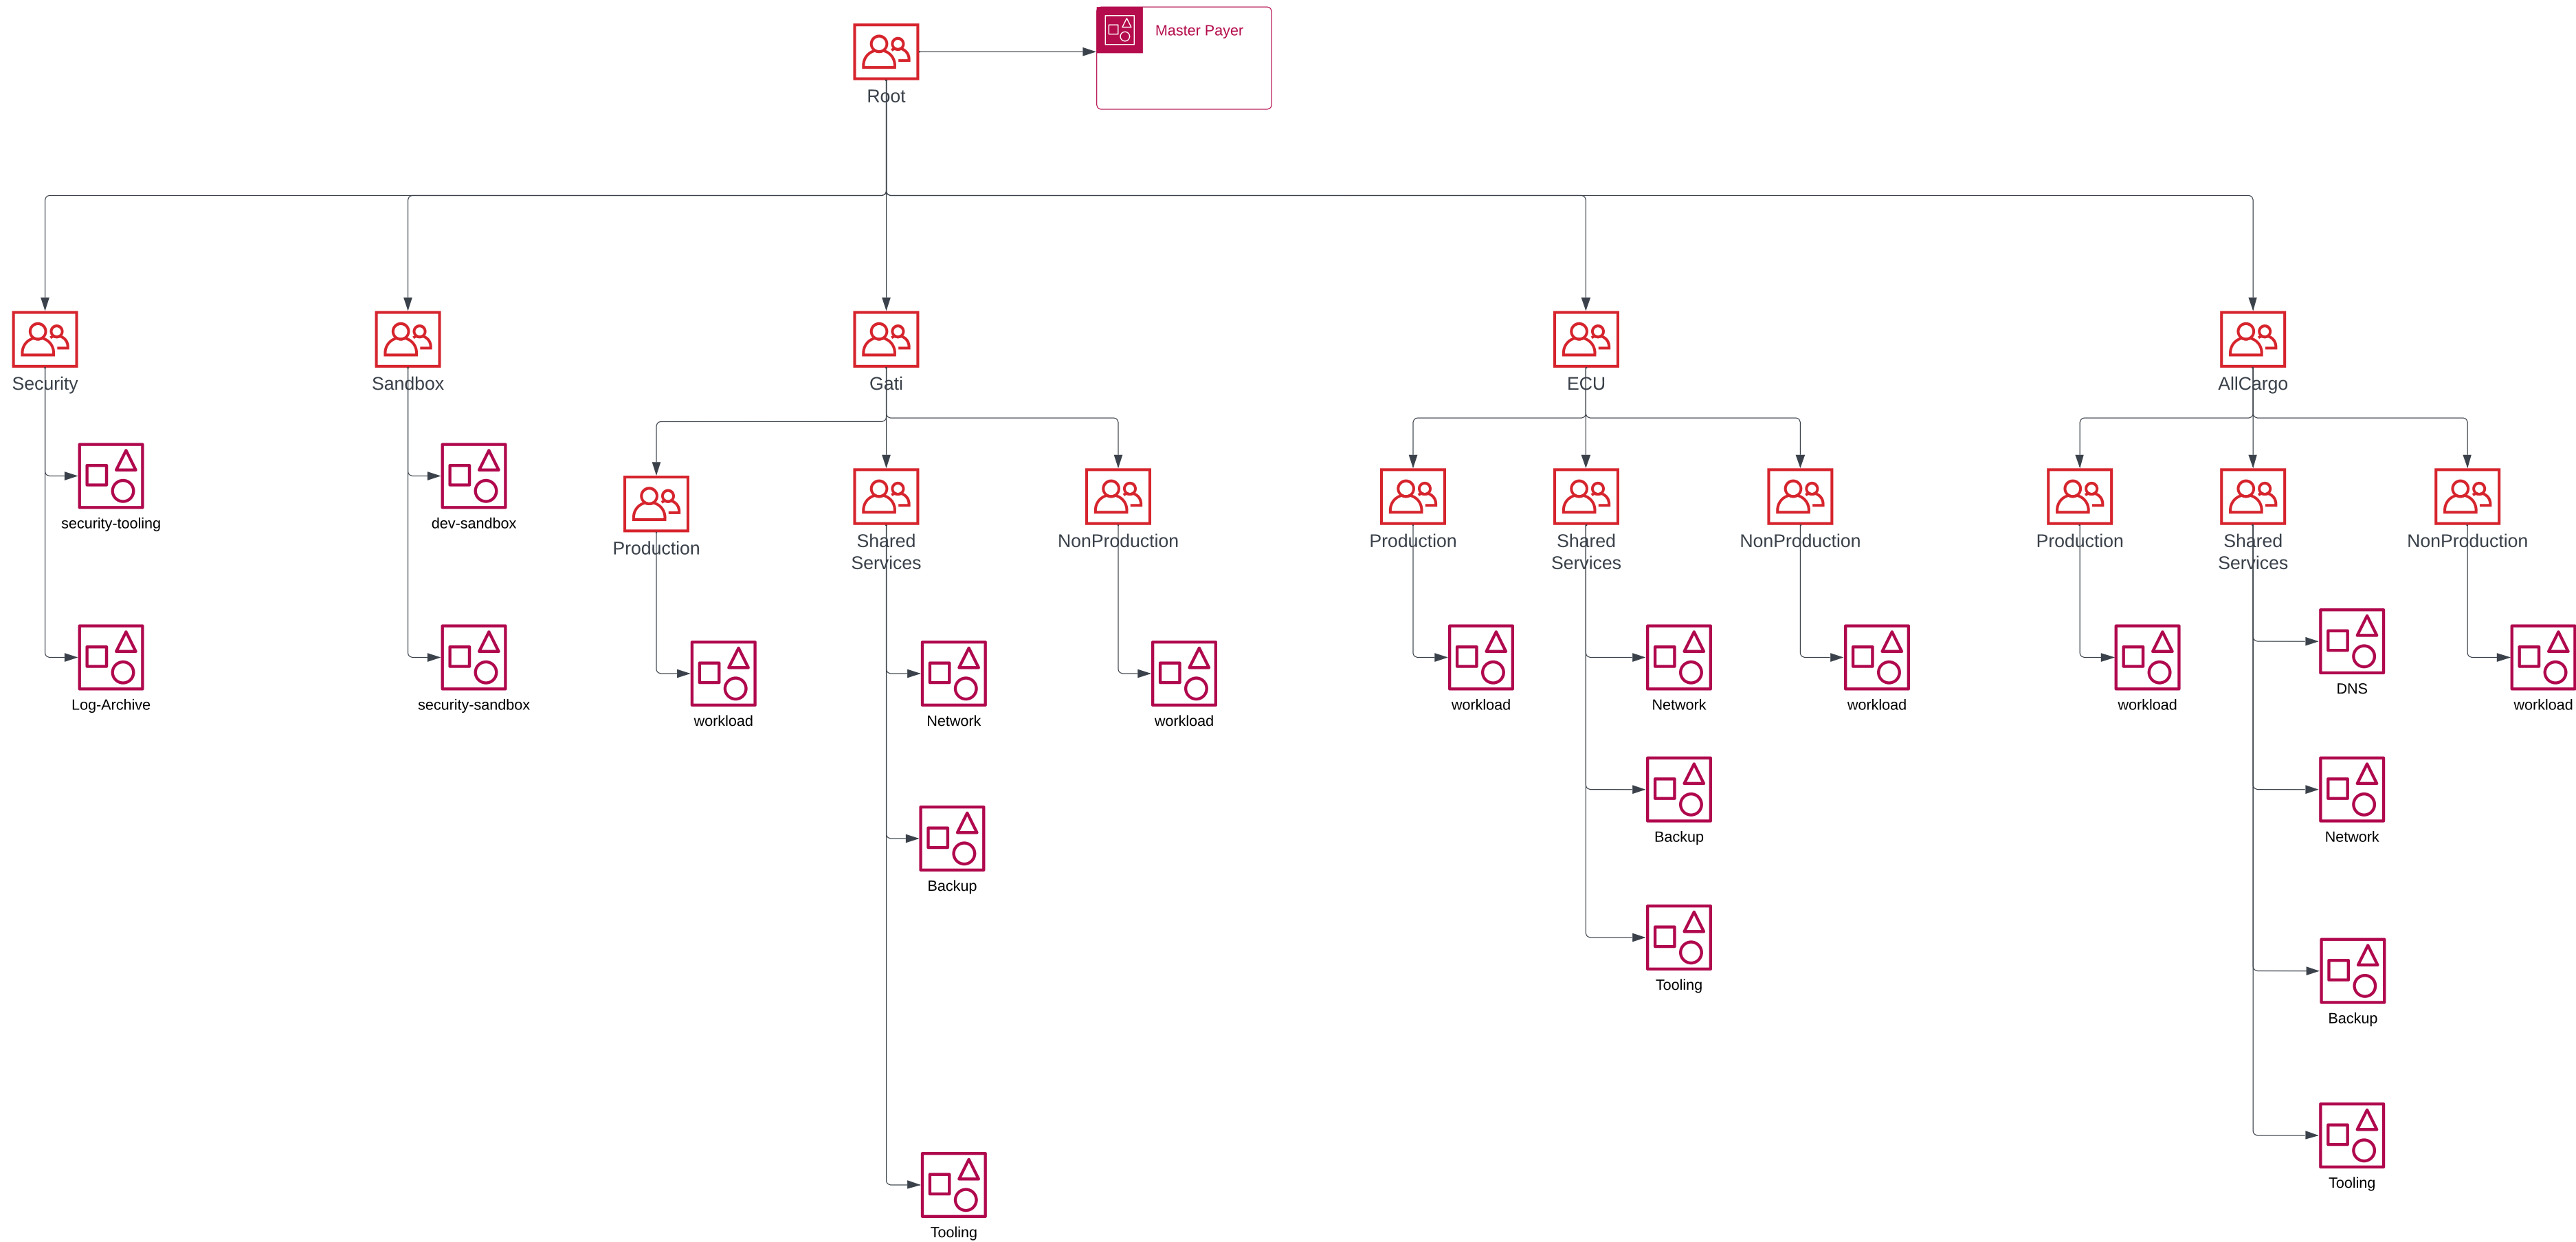 Master Payer
Root
Security
Sandbox
Gati
ECU
AllCargo
security-tooling
dev-sandbox
Production
Shared
Services
NonProduction
Production
Shared
Services
NonProduction
Production
Shared
Services
NonProduction
Log-Archive
security-sandbox
workload
Network
workload
workload
Network
workload
workload
DNS
workload
Backup
Backup
Network
Tooling
Backup
Tooling
Tooling